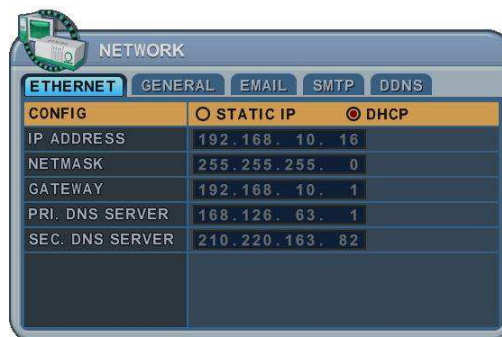 NETWORK
ETHERNET GENERAL EMAIL SMTP DDNS
CONFIG STATIC IP DHCP
IP ADDRESS 192.168. 10. 16
NETMASK 255.255.255. 0
GATEWAY 192.168. 10. 1
PRI. DNS SERVER 168.126. 63. 1
SEC. DNS SERVER 210.220.163. 82